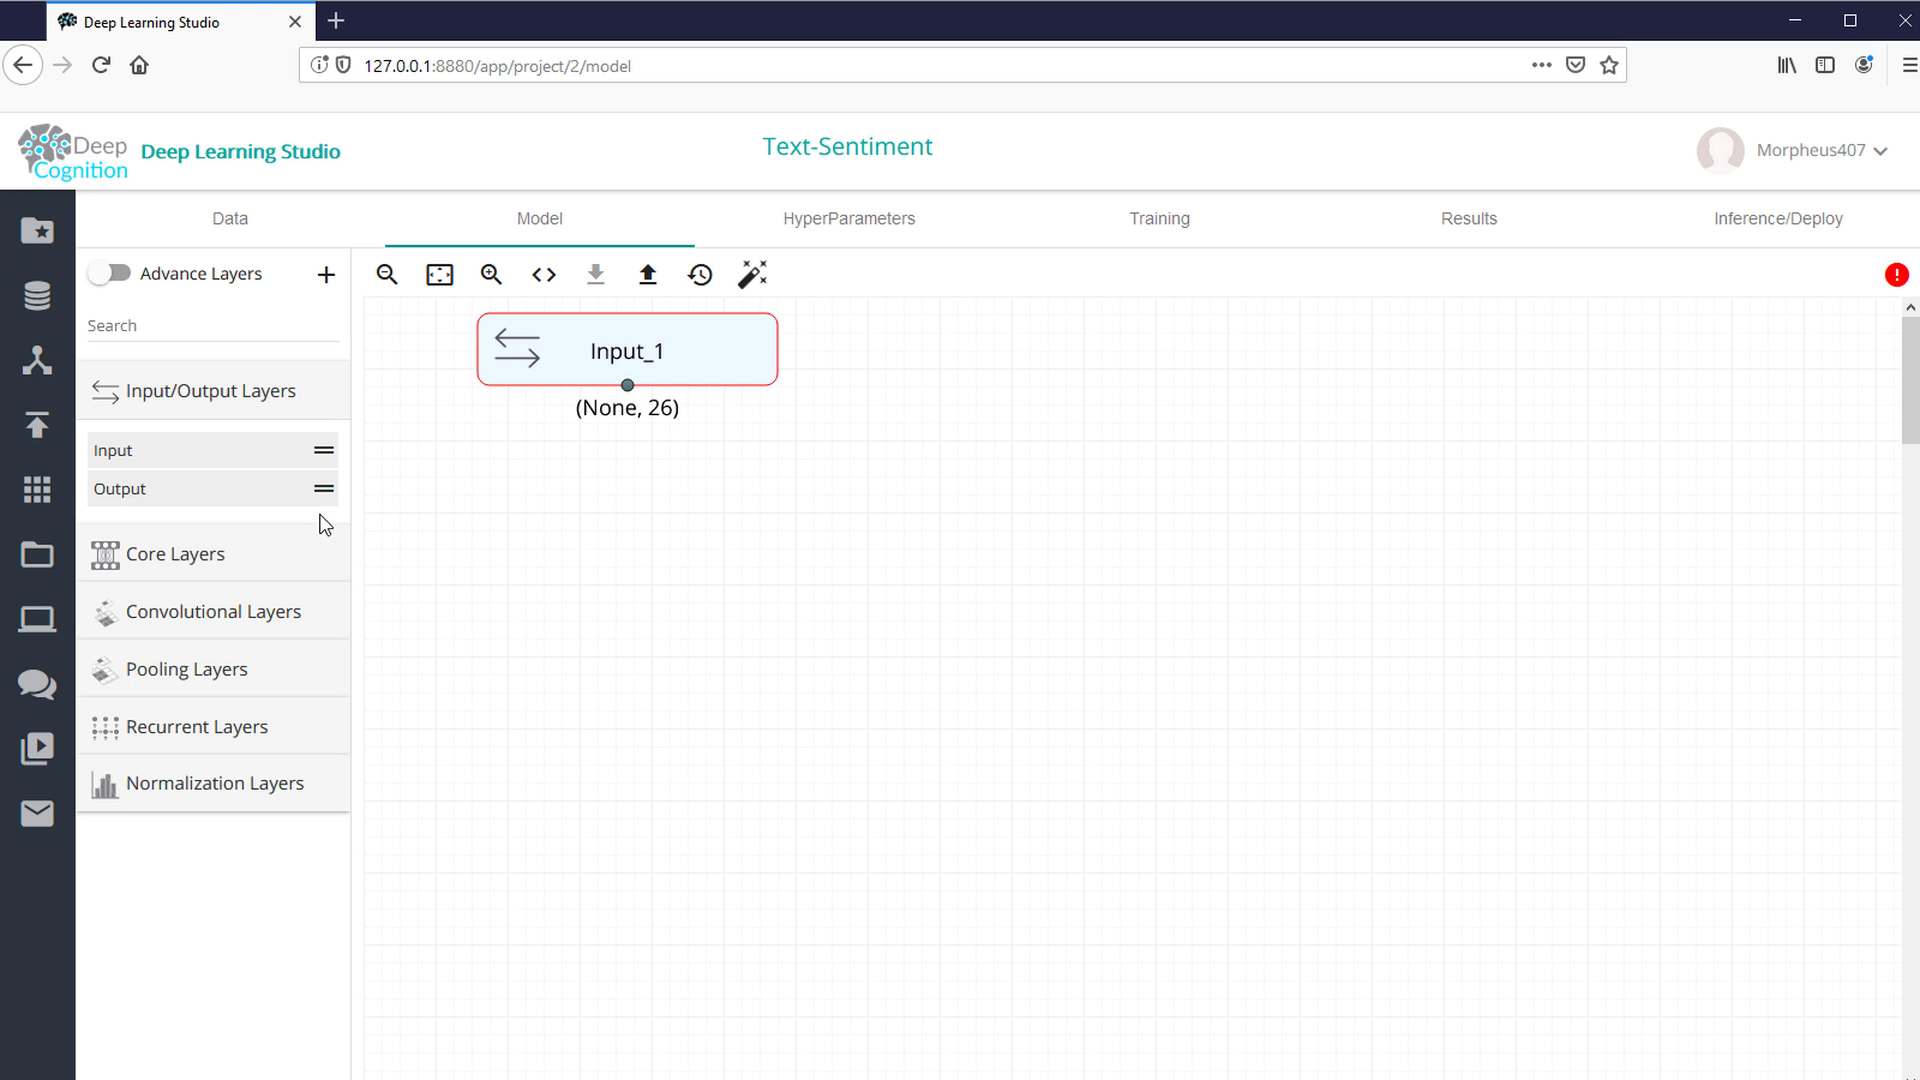 Deep Learning Studio
127.0.0.1:8880/app/project/2/model
Deep Cognition
Deep Learning Studio
Text-Sentiment
Morpheus407
Data
Model
HyperParameters
Training
Results
Inference/Deploy
Advance Layers
Search
Input/Output Layers
Input
Output
Core Layers
Convolutional Layers
Pooling Layers
Recurrent Layers
Normalization Layers
Input_1
(None, 26)